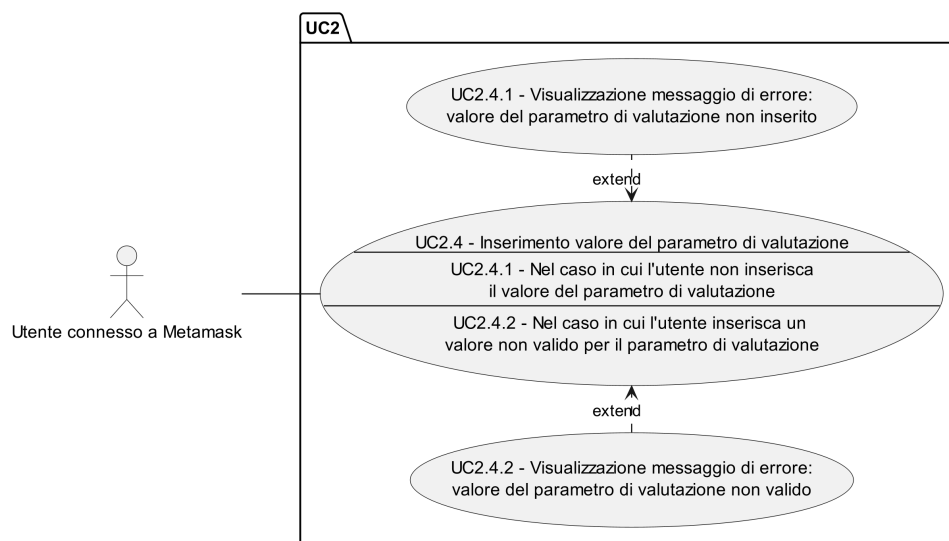 UC2
UC2.4.1 - Visualizzazione messaggio di errore:
valore del parametro di valutazione non inserito
extend
UC2.4 - Inserimento valore del parametro di valutazione
UC2.4.1 - Nel caso in cui l'utente non inserisca
il valore del parametro di valutazione
UC2.4.2 - Nel caso in cui l'utente inserisca un
valore non valido per il parametro di valutazione
Utente connesso a Metamask
extend
UC2.4.2 - Visualizzazione messaggio di errore:
valore del parametro di valutazione non valido